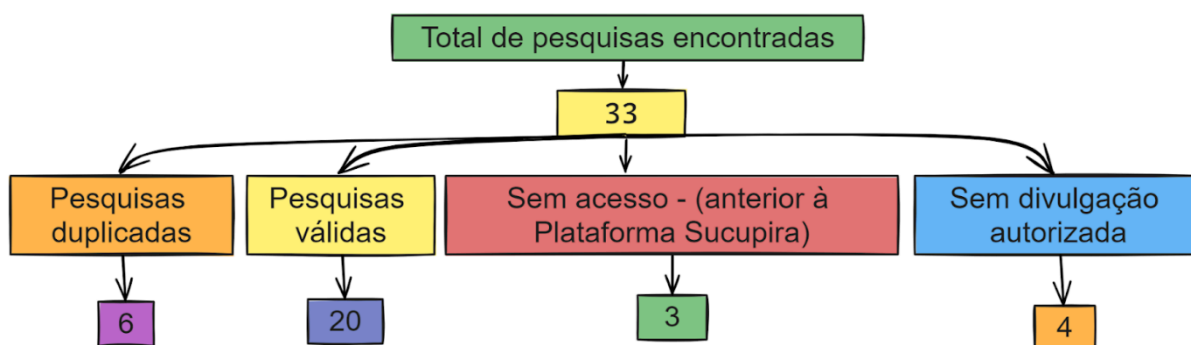 Total de pesquisas encontradas
33
Pesquisas
duplicadas
Pesquisas
válidas
Sem acesso - (anterior à
Plataforma Sucupira)
Sem divulgação
autorizada
6
20
3
4